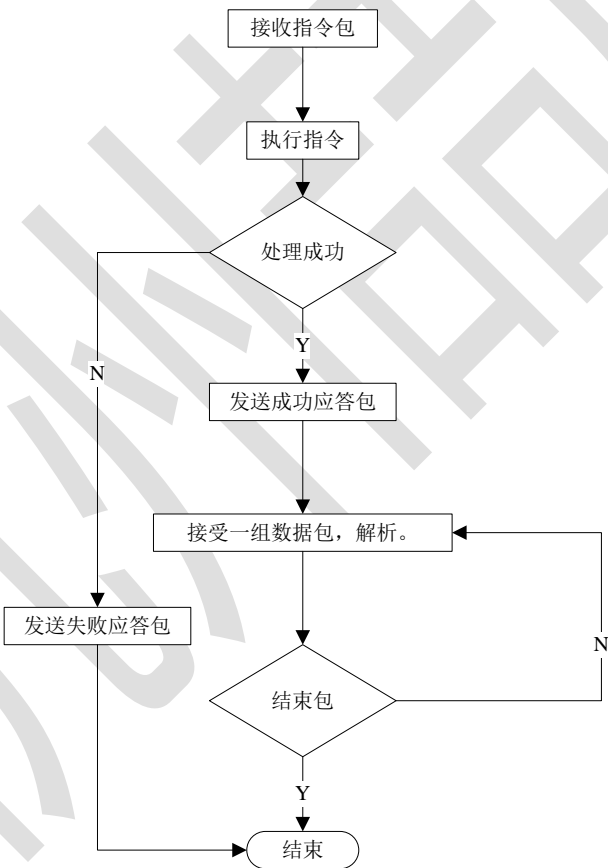 接收指令包
执行指令
处理成功
Y
N
发送成功应答包
接受一组数据包，解析。
发送失败应答包
N
结束包
Y
结束